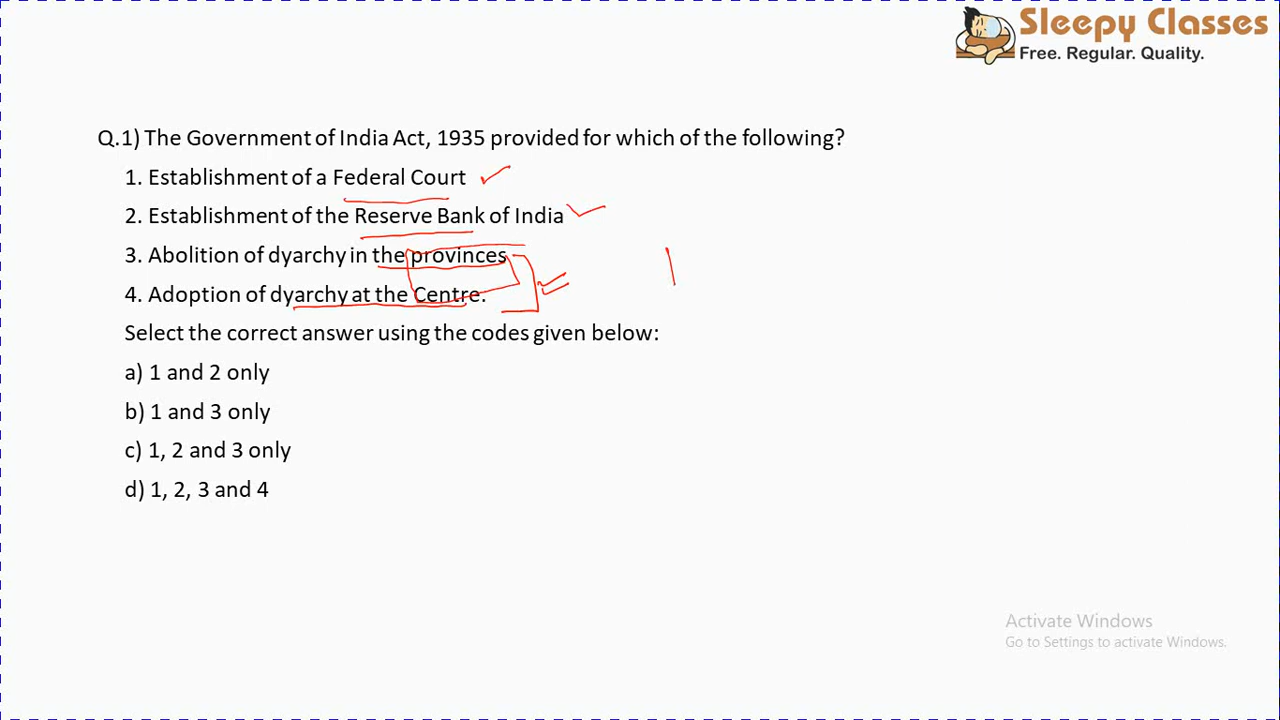 Sleepy Classes
Free. Regular. Quality.
Q.1) The Government of India Act, 1935 provided for which of the following?
1. Establishment of a Federal Court
2. Establishment of the Reserve Bank of India
3. Abolition of dyarchy in the provinces
4. Adoption of dyarchy at the Centre.
Select the correct answer using the codes given below:
a) 1 and 2 only
b) 1 and 3 only
c) 1, 2 and 3 only
d) 1, 2, 3 and 4
Activate Windows
Go to Settings to activate Windows.